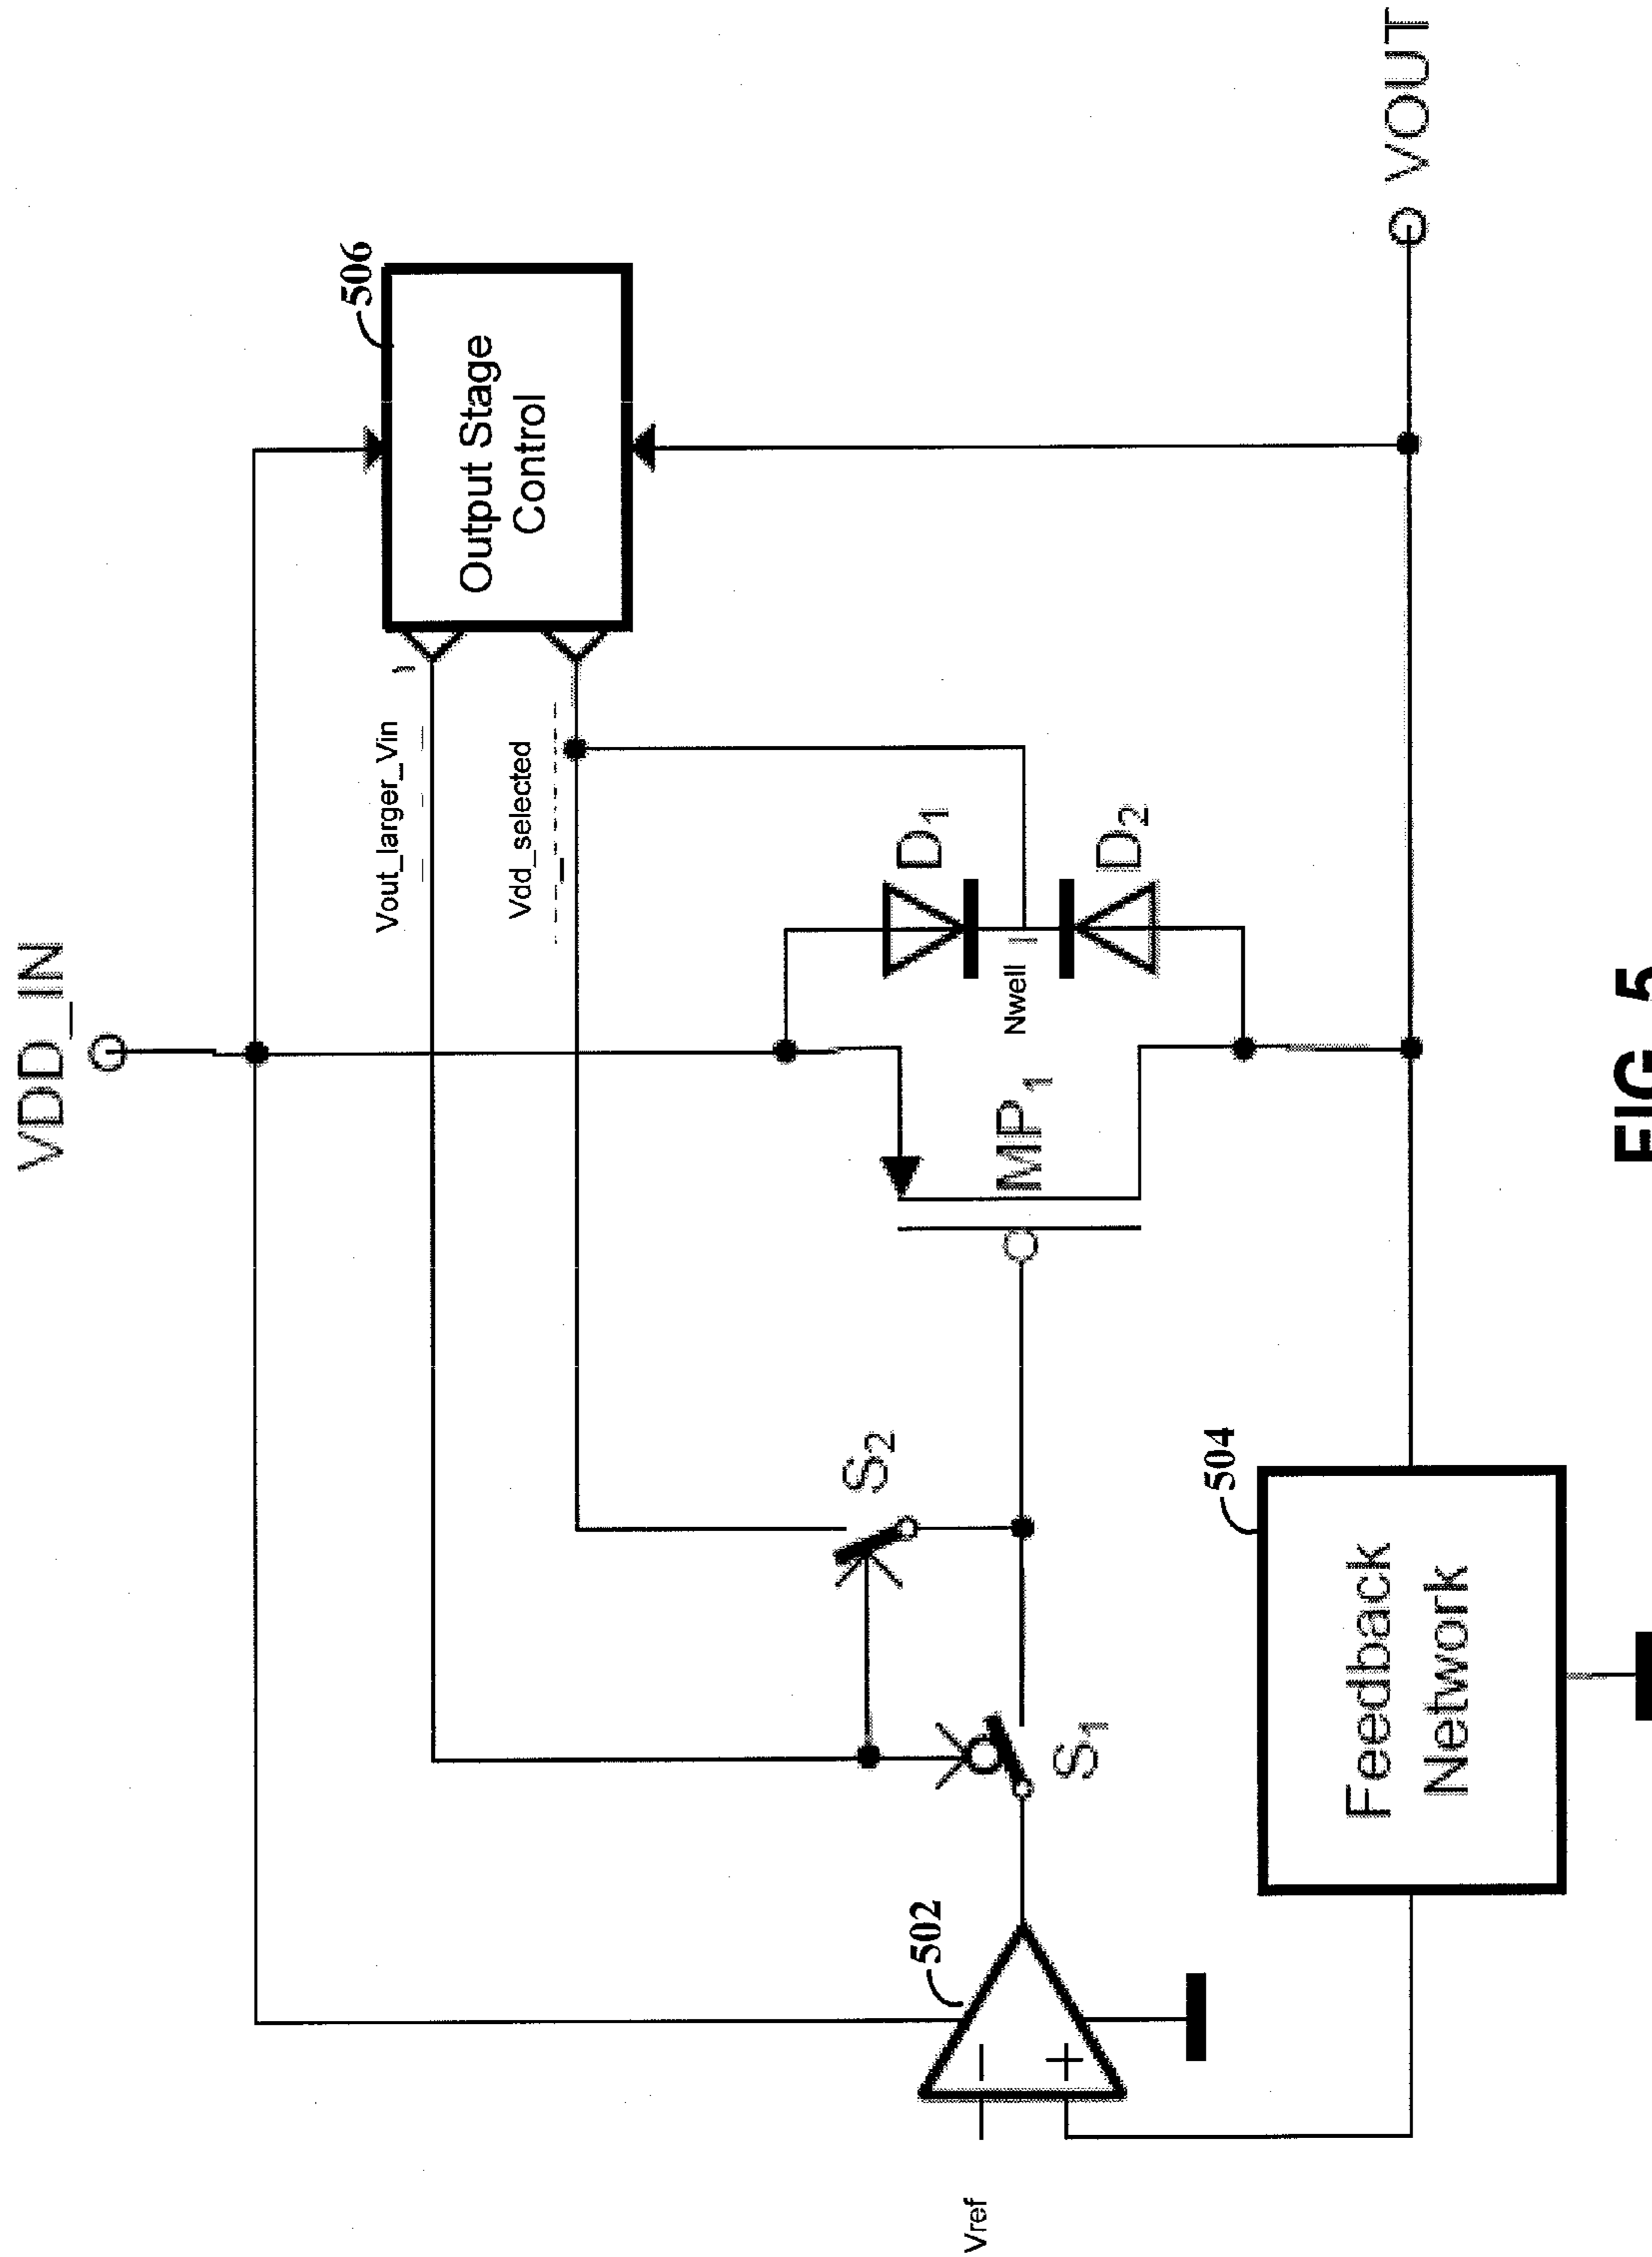 VDD_IN
506
Output Stage
Control
Vout_larger_Vin
Vdd_selected
D1
Nwell
D2
MP1
VOUT
S2
S1
502
504
Feedback
Network
−
+
Vref
FIG. 5